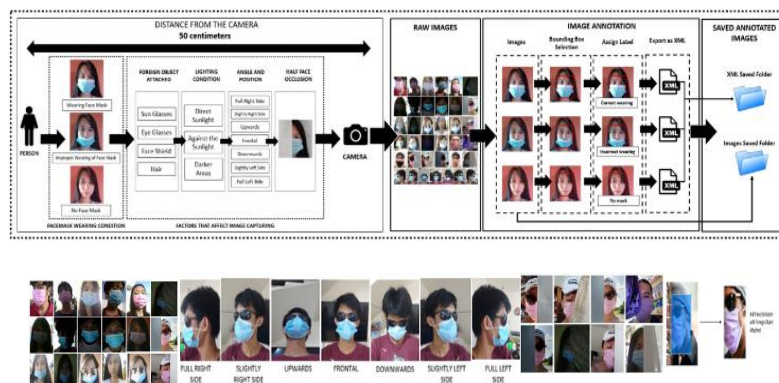 DISTANCE FROM THE CAMERA
50 centimeters
PERSON
Wearing Face Mask
Improper Wearing of Face Mask
No Face Mask
FACEMASK WEARING CONDITION
FOREIGN OBJECT
ATTACHED
Sun Glasses
Eye Glasses
Face Shield
Hair
LIGHTING
CONDITION
Direct
Sunlight
Against the
Sunlight
Darker
Areas
ANGLE AND
POSITION
Full Right Side
Slightly Right Side
Upwards
Frontal
Downwards
Slightly Left Side
Full Left Side
HALF FACE
OCCLUSION
FACTORS THAT AFFECT IMAGE CAPTURING
CAMERA
RAW IMAGES
IMAGE ANNOTATION
Images
Bounding Box
Selection
Assign Label
Export as XML
Correct wearing
XML
Incorrect wearing
XML
No mask
XML
SAVED ANNOTATED
IMAGES
XML Saved Folder
Images Saved Folder
FULL RIGHT
SIDE
SLIGHTLY
RIGHT SIDE
UPWARDS
FRONTAL
DOWNWARDS
SLIGHTLY LEFT
SIDE
FULL LEFT
SIDE